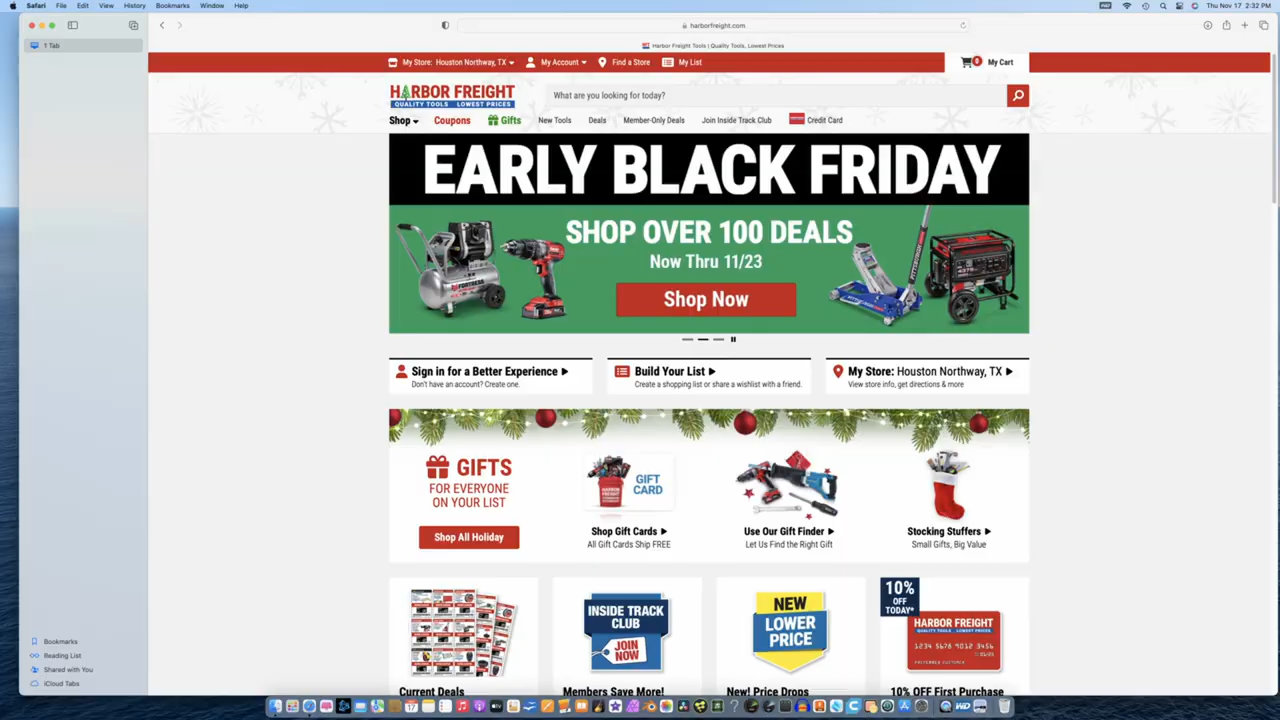 Safari File Edit View History Bookmarks Window Help
Thu Nov 17 2:32 PM
1 Tab
harborfreight.com
Harbor Freight Tools | Quality Tools, Lowest Prices
My Store: Houston Northway, TX
My Account
Find a Store
My List
0
My Cart
HARBOR FREIGHT
QUALITY TOOLS LOWEST PRICES
What are you looking for today?
Shop
Coupons
Gifts
New Tools
Deals
Member-Only Deals
Join Inside Track Club
Credit Card
EARLY BLACK FRIDAY
SHOP OVER 100 DEALS
Now Thru 11/23
Shop Now
FORTRESS
PITTSBURGH
4375
Sign in for a Better Experience
Don't have an account? Create one.
Build Your List
Create a shopping list or share a wishlist with a friend.
My Store: Houston Northway, TX
View store info, get directions & more
GIFTS
FOR EVERYONE
ON YOUR LIST
Shop All Holiday
HARBOR FREIGHT
GIFT
CARD
Shop Gift Cards
All Gift Cards Ship FREE
Use Our Gift Finder
Let Us Find the Right Gift
Stocking Stuffers
Small Gifts, Big Value
Current Deals
INSIDE TRACK
CLUB
JOIN
NOW
Members Save More!
NEW
LOWER
PRICE
New! Price Drops
10%
OFF
TODAY*
HARBOR FREIGHT
QUALITY TOOLS LOWEST PRICES
1234 5678 9012 3456
PREFERRED CUSTOMER
10% OFF First Purchase
Bookmarks
Reading List
Shared with You
iCloud Tabs